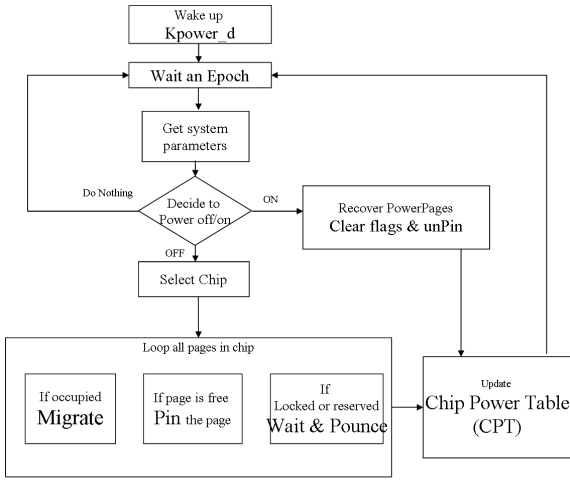 Wake up
Kpower_d
Wait an Epoch
Get system
parameters
Do Nothing
Decide to
Power off/on
ON
Recover PowerPages
Clear flags & unPin
OFF
Select Chip
Loop all pages in chip
If occupied
Migrate
If page is free
Pin the page
If
Locked or reserved
Wait & Pounce
Update
Chip Power Table
(CPT)